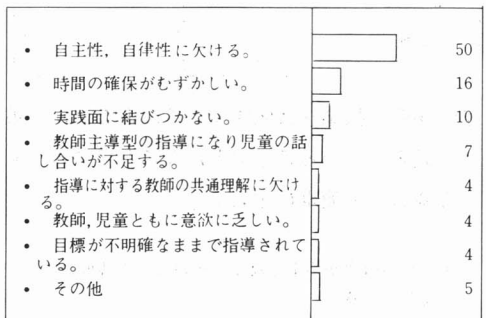 • 自主性，自律性に欠ける。 50
• 時間の確保がむずかしい。 16
• 実践面に結びつかない。 10
• 教師主導型の指導になり児童の話
し合いが不足する。 7
• 指導に対する教師の共通理解に欠け
る。 4
• 教師,児童ともに意欲に乏しい。 4
• 目標が不明確なままで指導されて
いる。 4
• その他 5